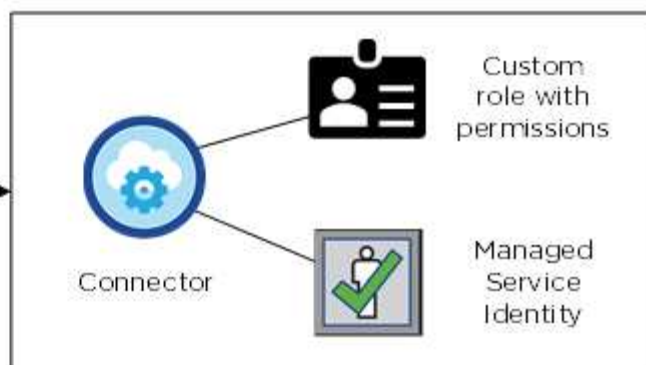 Custom
role with
permissions
Connector
Managed
Service
Identity